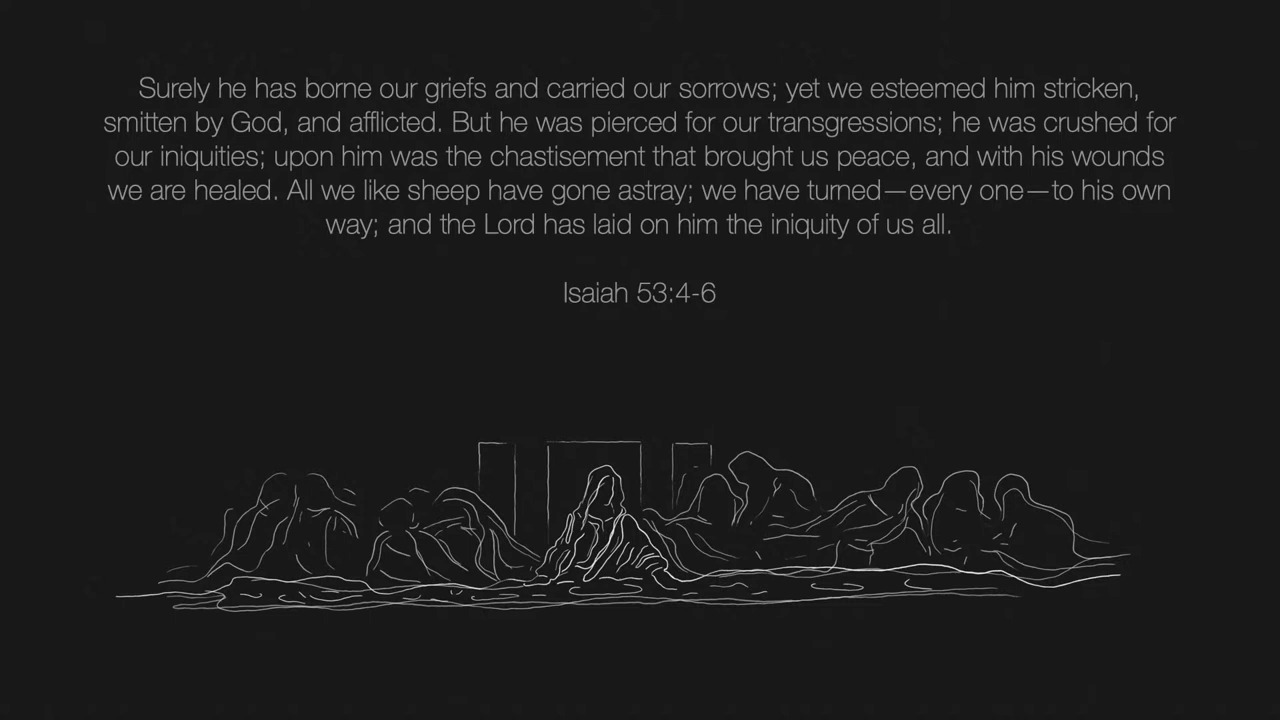 Surely he has borne our griefs and carried our sorrows; yet we esteemed him stricken,
smitten by God, and afflicted. But he was pierced for our transgressions; he was crushed for
our iniquities; upon him was the chastisement that brought us peace, and with his wounds
we are healed. All we like sheep have gone astray; we have turned—every one—to his own
way; and the Lord has laid on him the iniquity of us all.
Isaiah 53:4-6